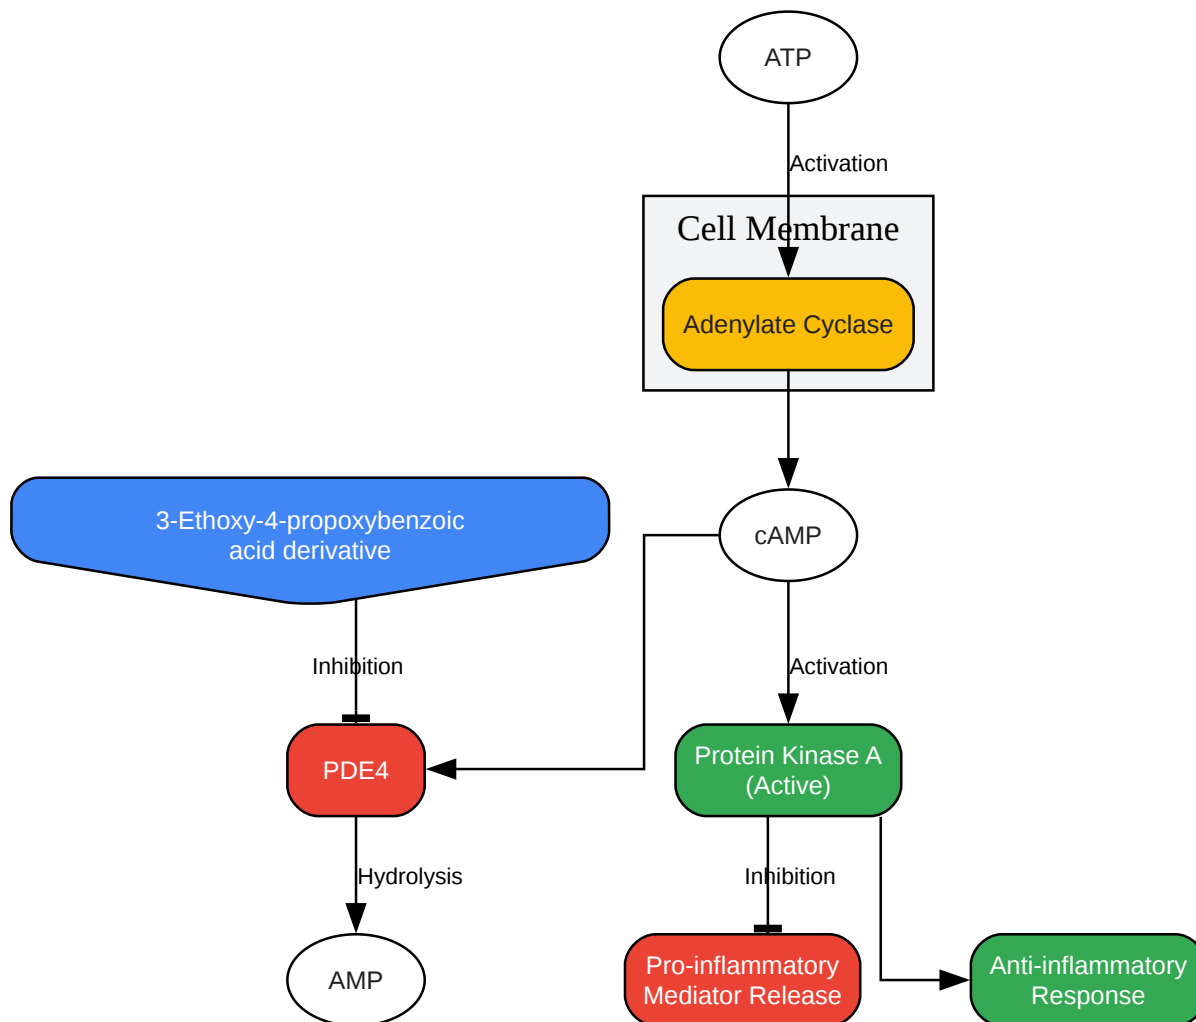 ATP
Activation
Cell Membrane
Adenylate Cyclase
3-Ethoxy-4-propoxybenzoic
acid derivative
cAMP
Inhibition
Activation
PDE4
Protein Kinase A
(Active)
Hydrolysis
Inhibition
AMP
Pro-inflammatory
Mediator Release
Anti-inflammatory
Response